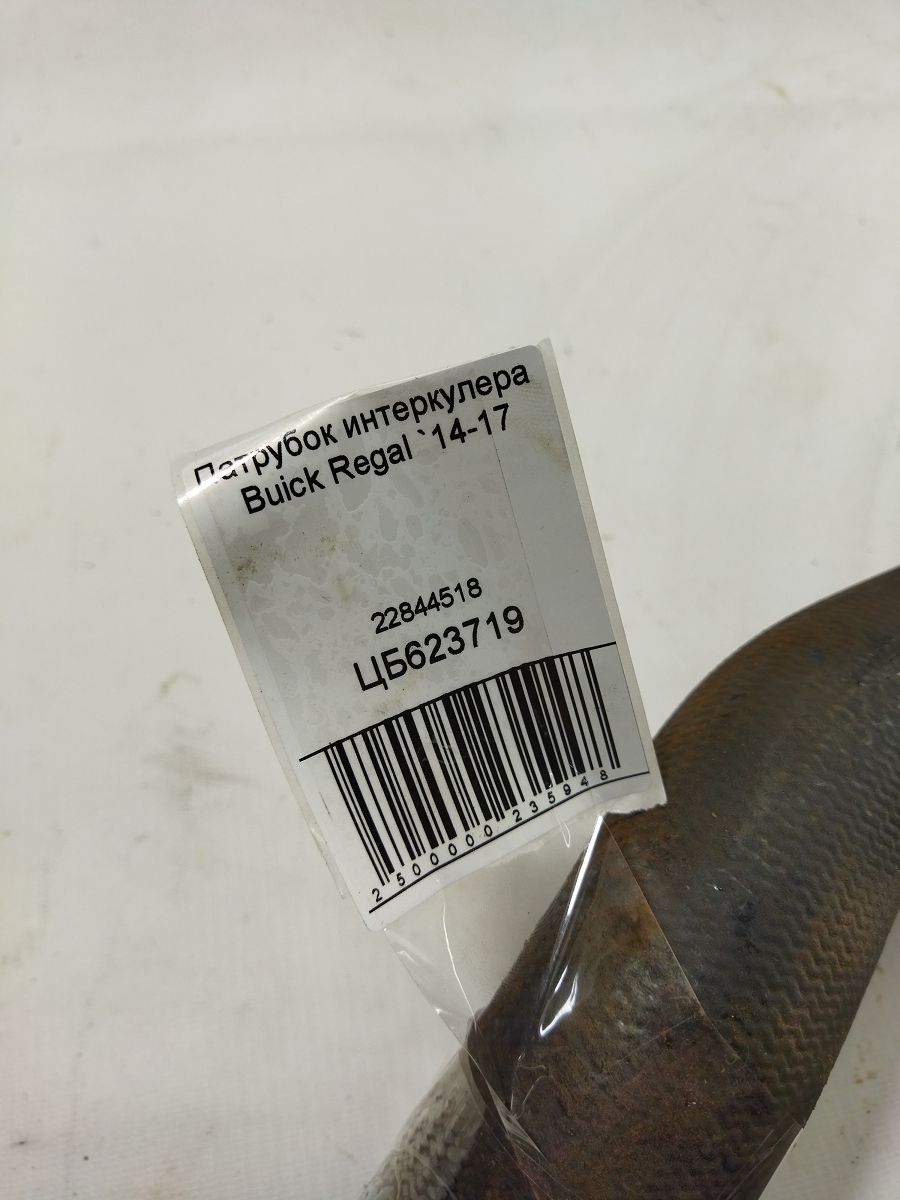 Патрубок интеркулера
Buick Regal `14-17
22844518
ЦБ623719
2500000235948